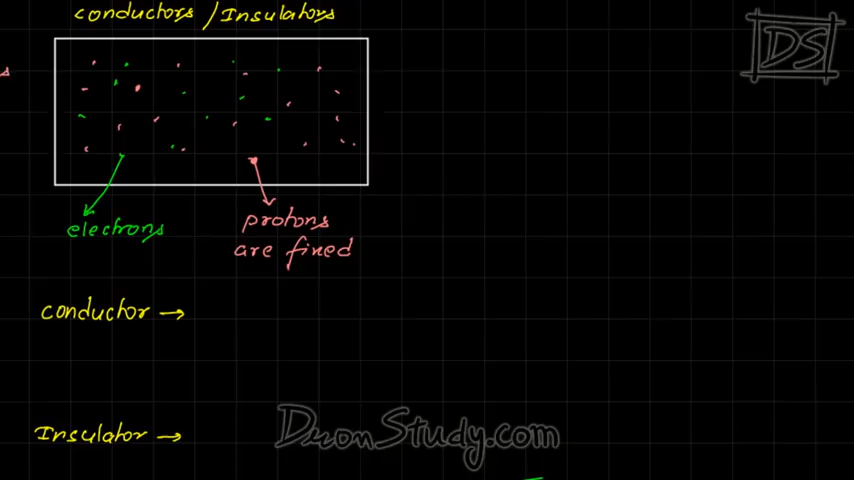 conductors / Insulators
DS
s
electrons
protons
are fixed
conductor →
Insulator →
DronStudy.com